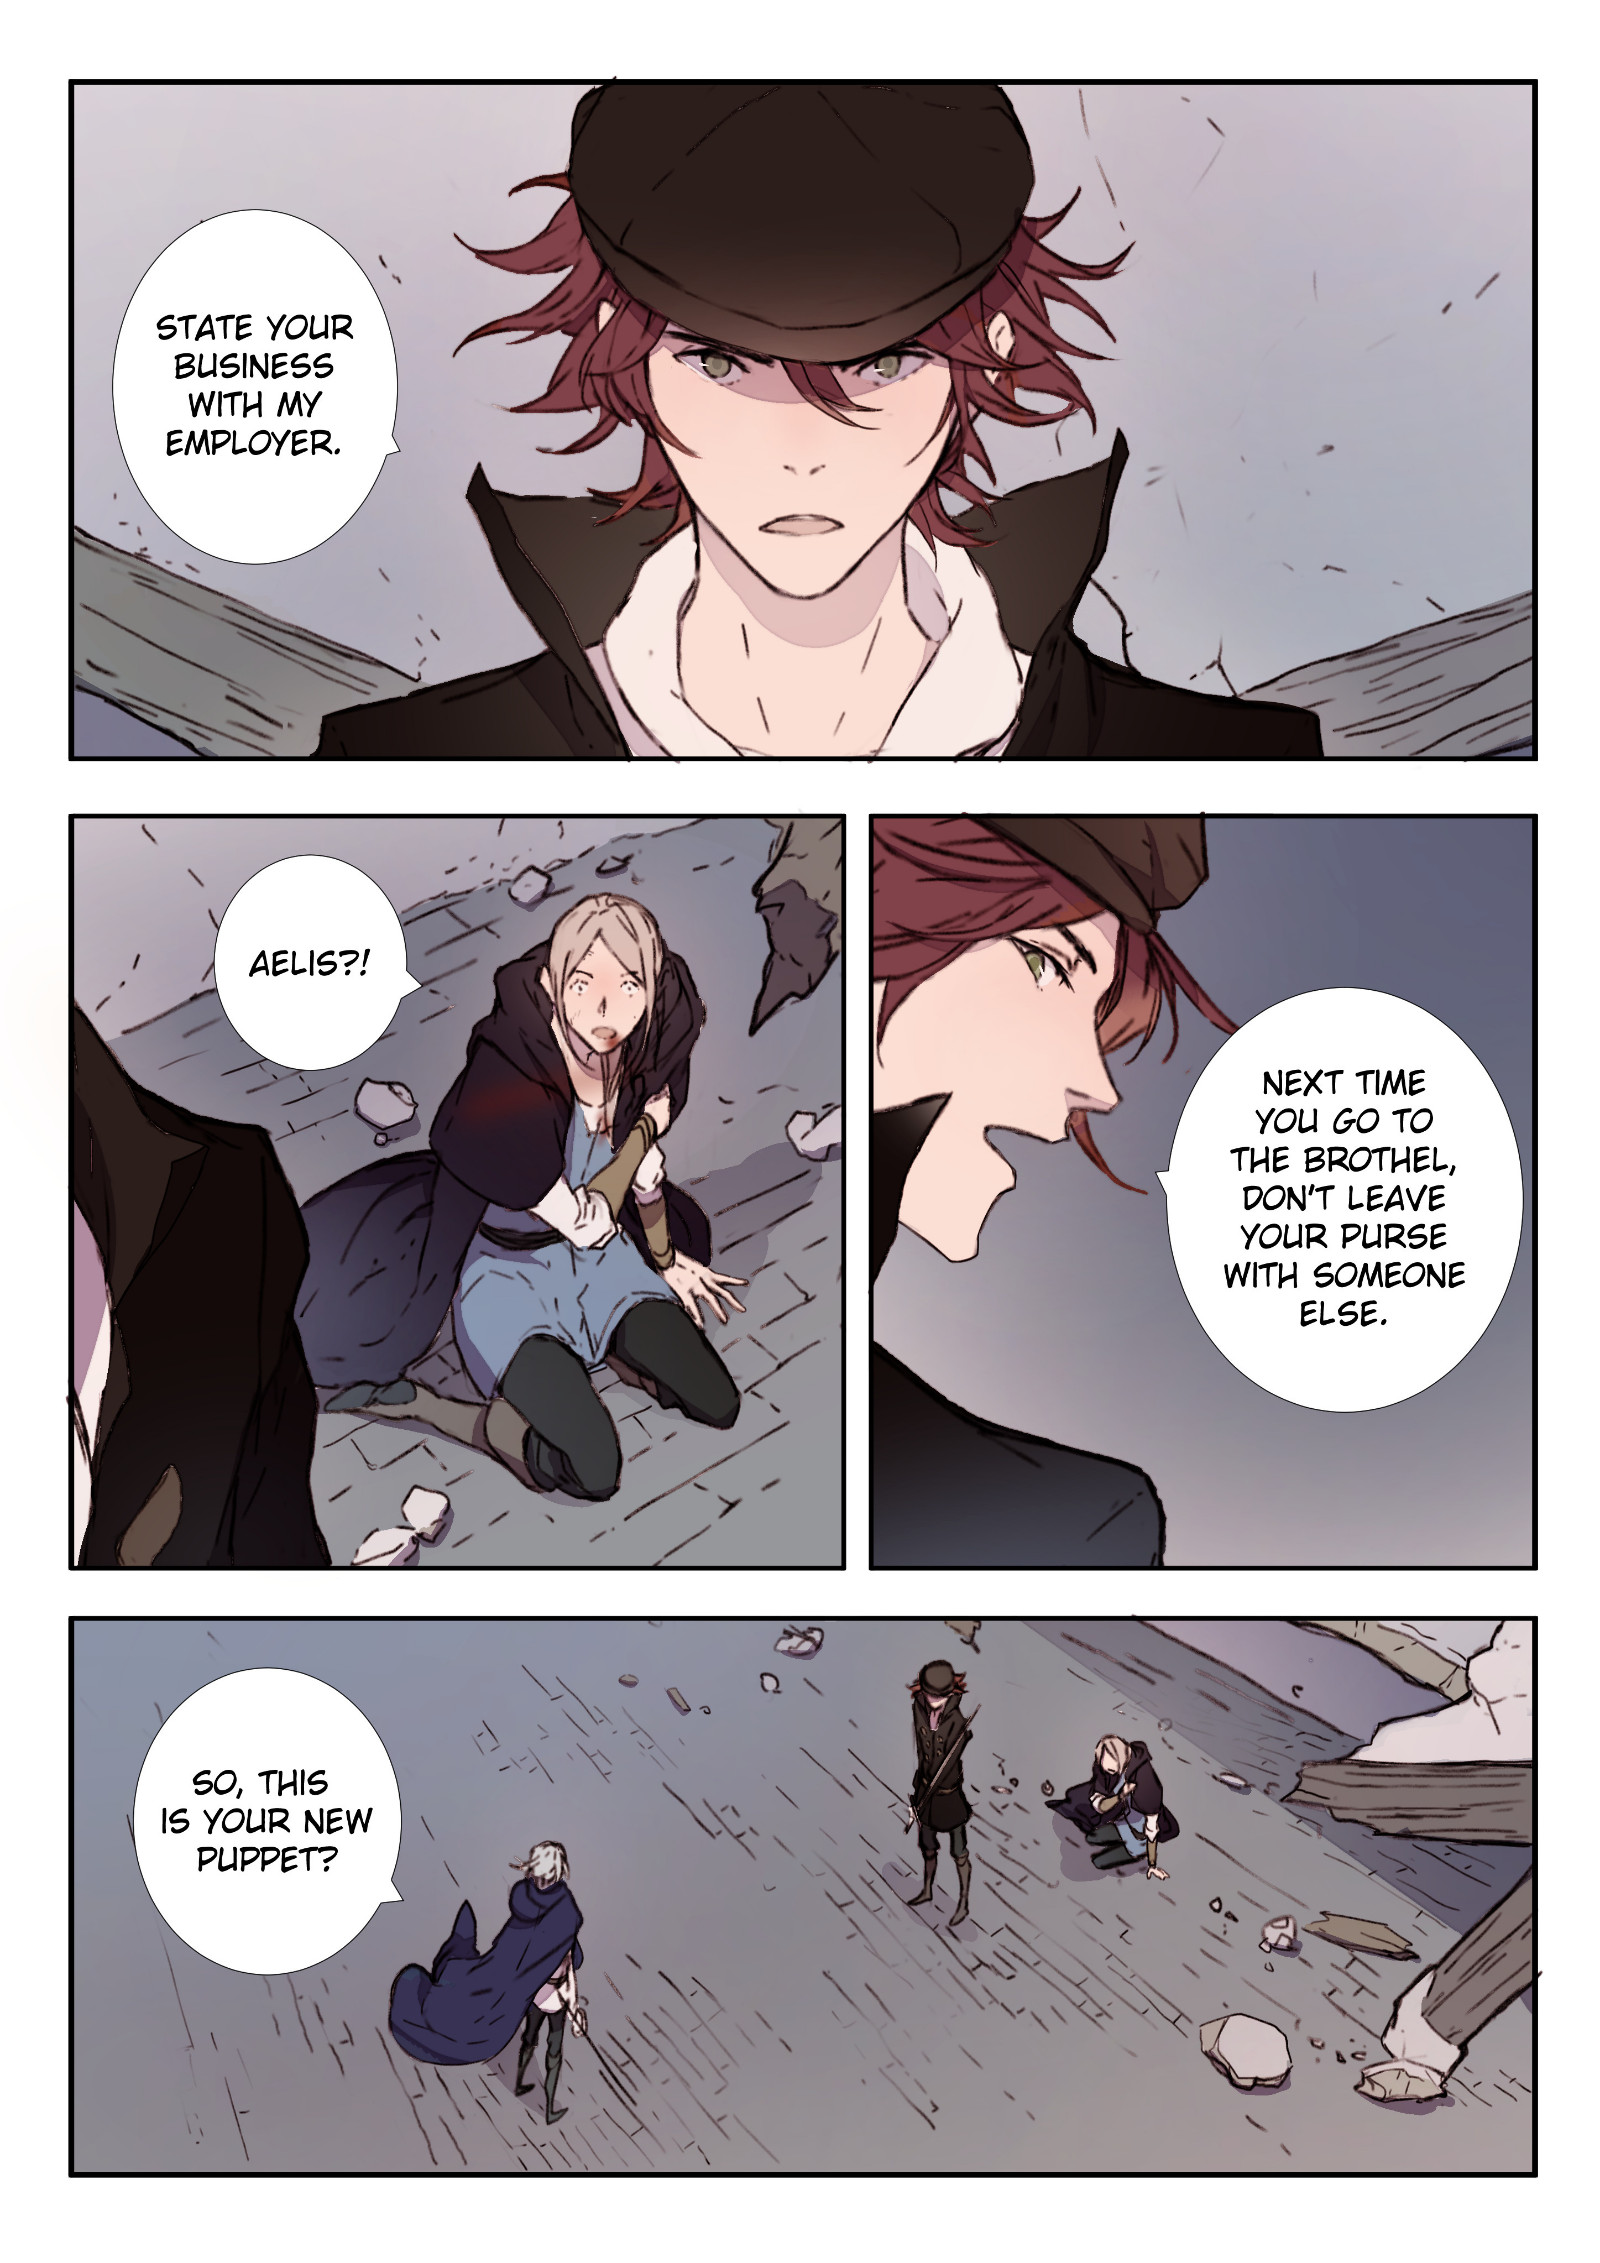 STATE YOUR
BUSINESS
WITH MY
EMPLOYER.
AELIS?!
NEXT TIME
YOU GO TO
THE BROTHEL,
DON'T LEAVE
YOUR PURSE
WITH SOMEONE
ELSE.
SO, THIS
IS YOUR NEW
PUPPET?